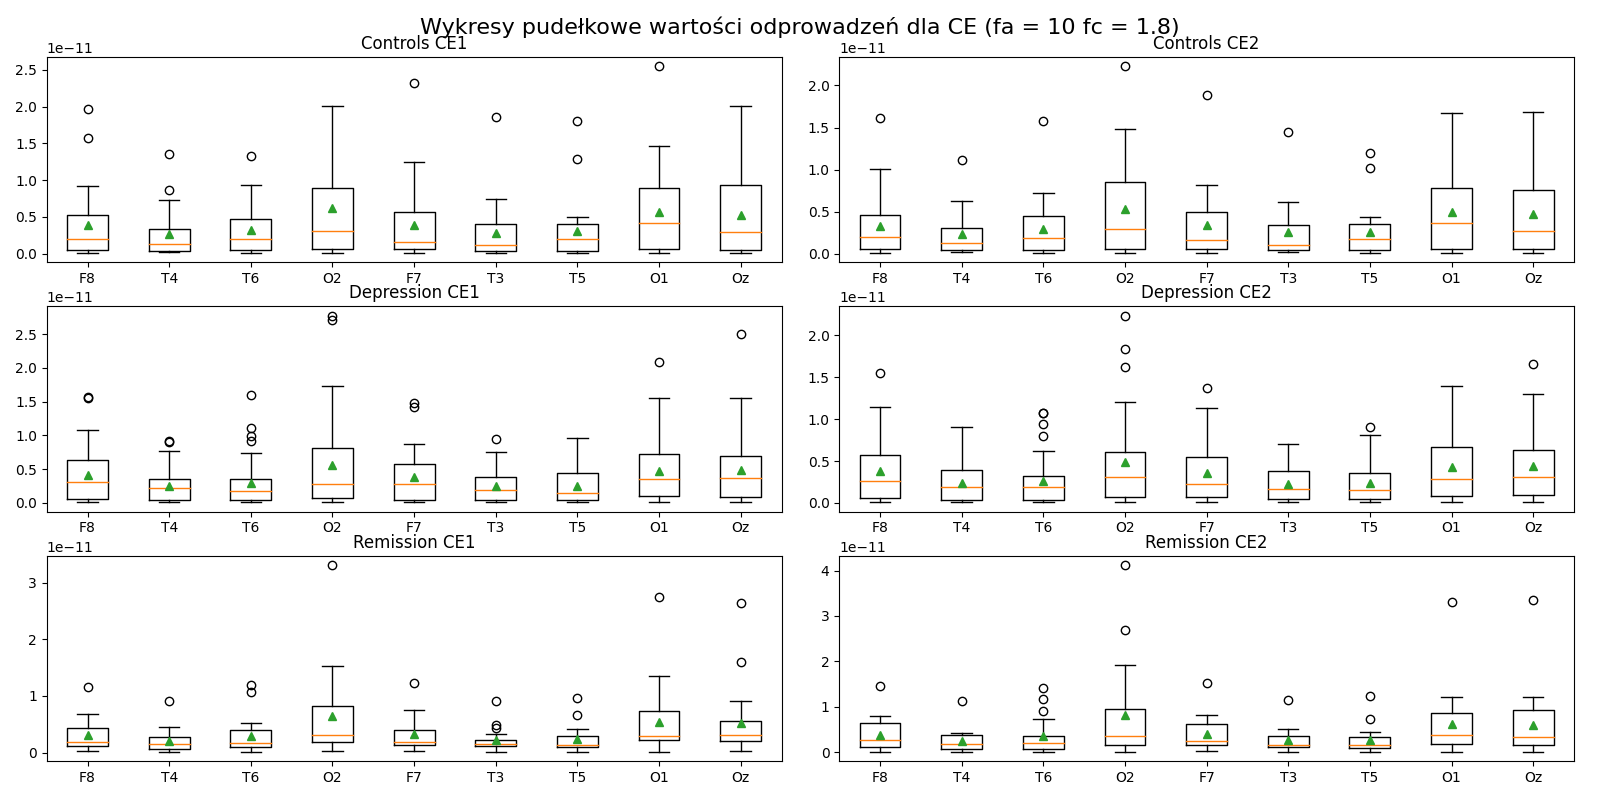 Wykresy pudełkowe wartości odprowadzeń dla CE (fa = 10 fc = 1.8)
Controls CE1
1e−11
2.5
2.0
1.5
1.0
0.5
0.0
F8 T4 T6 O2 F7 T3 T5 O1 Oz
Controls CE2
1e−11
2.0
1.5
1.0
0.5
0.0
F8 T4 T6 O2 F7 T3 T5 O1 Oz
Depression CE1
1e−11
2.5
2.0
1.5
1.0
0.5
0.0
F8 T4 T6 O2 F7 T3 T5 O1 Oz
Depression CE2
1e−11
2.0
1.5
1.0
0.5
0.0
F8 T4 T6 O2 F7 T3 T5 O1 Oz
Remission CE1
1e−11
3
2
1
0
F8 T4 T6 O2 F7 T3 T5 O1 Oz
Remission CE2
1e−11
4
3
2
1
0
F8 T4 T6 O2 F7 T3 T5 O1 Oz